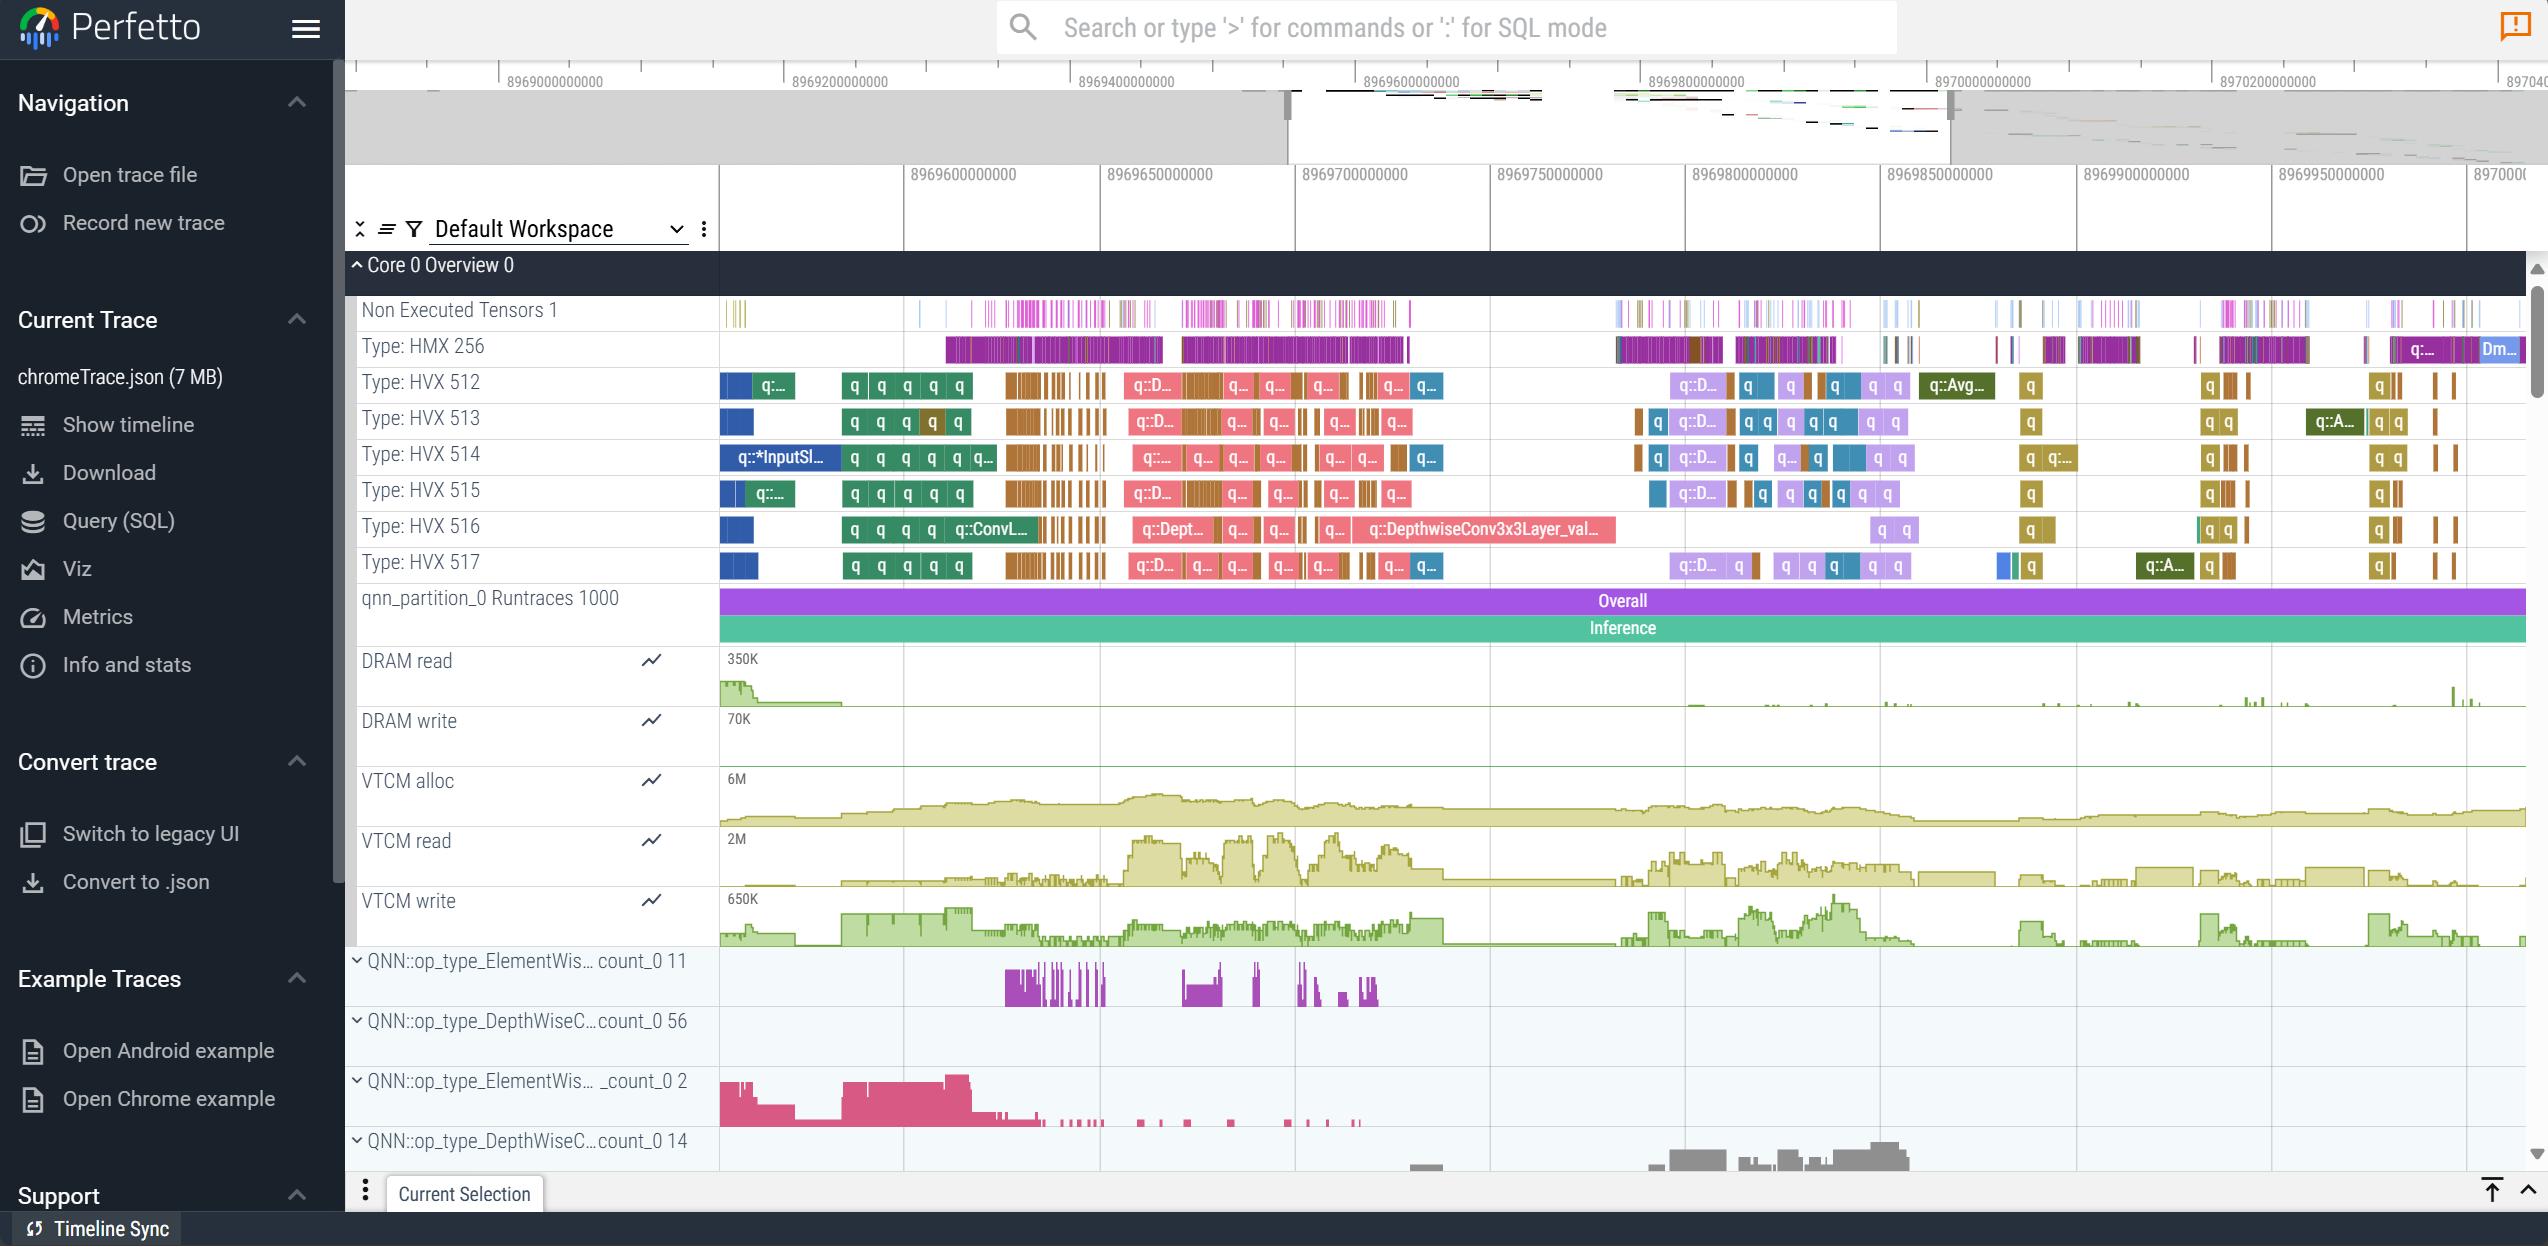 Perfetto
Search or type '>' for commands or ':' for SQL mode
Navigation
Open trace file
Record new trace
Current Trace
chromeTrace.json (7 MB)
Show timeline
Download
Query (SQL)
Viz
Metrics
Info and stats
Convert trace
Switch to legacy UI
Convert to .json
Example Traces
Open Android example
Open Chrome example
Support
Timeline Sync
8969000000000 8969200000000 8969400000000 8969600000000 8969800000000 8970000000000 8970200000000 897040
8969600000000 8969650000000 8969700000000 8969750000000 8969800000000 8969850000000 8969900000000 8969950000000 897000
Default Workspace
Core 0 Overview 0
Non Executed Tensors 1
Type: HMX 256 q:... Dm...
Type: HVX 512 q:... q q q q q q::D... q... q... q... q... q... q::D... q q q q q q::Avg... q q q
Type: HVX 513 q q q q q q::D... q... q... q... q... q q::D... q q q q q q q q q q::A... q q
Type: HVX 514 q::*InputSl... q q q q q q... q::... q... q... q... q... q... q... q q::D... q q... q q q q q:... q q q
Type: HVX 515 q::... q q q q q q::D... q... q... q... q... q::D... q q q q q q q q q
Type: HVX 516 q q q q q::ConvL... q::Dept... q... q... q... q::DepthwiseConv3x3Layer_val... q q q q q q
Type: HVX 517 q q q q q q::D... q... q... q... q... q... q... q::D... q q q q q q q q::A... q q
qnn_partition_0 Runtraces 1000
Overall
Inference
DRAM read 350K
DRAM write 70K
VTCM alloc 6M
VTCM read 2M
VTCM write 650K
QNN::op_type_ElementWis... count_0 11
QNN::op_type_DepthWiseC...count_0 56
QNN::op_type_ElementWis... _count_0 2
QNN::op_type_DepthWiseC...count_0 14
Current Selection